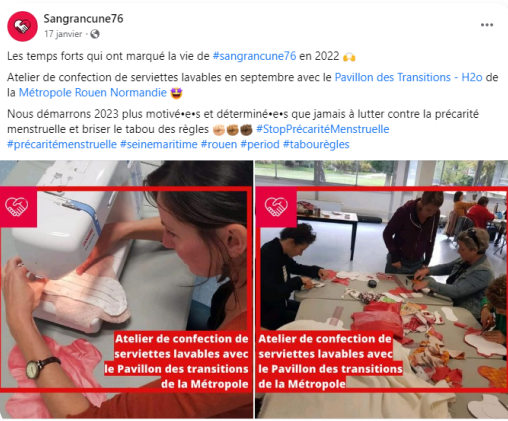 Sangrancune76
17 janvier ·
Les temps forts qui ont marqué la vie de #sangrancune76 en 2022 🙌
Atelier de confection de serviettes lavables en septembre avec le Pavillon des Transitions - H2o de
la Métropole Rouen Normandie 🤩
Nous démarrons 2023 plus motivé•e•s et déterminé•e•s que jamais à lutter contre la précarité
menstruelle et briser le tabou des règles ✊🏻✊🏽✊🏿 #StopPrécaritéMenstruelle
#précaritémenstruelle #seinemaritime #rouen #period #tabourègles
Atelier de confection de
serviettes lavables avec
le Pavillon des transitions
de la Métropole
Atelier de confection de
serviettes lavables avec
le Pavillon des transitions
de la Métropole